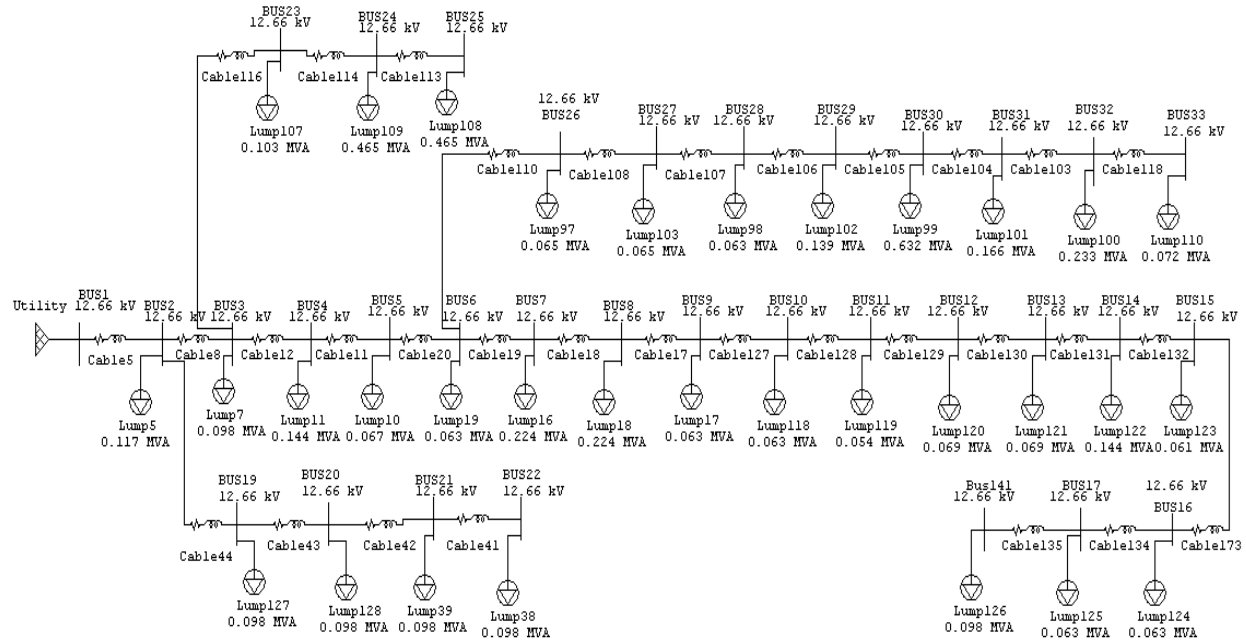 BUS23
12.66 kV
BUS24
12.66 kV
BUS25
12.66 kV
Cable116
Cable114
Cable113
Lump107
0.103 MVA
Lump109
0.465 MVA
Lump108
0.465 MVA
12.66 kV
BUS26
BUS27
12.66 kV
BUS28
12.66 kV
BUS29
12.66 kV
BUS30
12.66 kV
BUS31
12.66 kV
BUS32
12.66 kV
BUS33
12.66 kV
Cable110
Cable108
Cable107
Cable106
Cable105
Cable104
Cable103
Cable118
Lump97
0.065 MVA
Lump103
0.065 MVA
Lump98
0.063 MVA
Lump102
0.139 MVA
Lump99
0.632 MVA
Lump101
0.166 MVA
Lump100
0.233 MVA
Lump110
0.072 MVA
Utility
BUS1
12.66 kV
BUS2
12.66 kV
BUS3
12.66 kV
BUS4
12.66 kV
BUS5
12.66 kV
BUS6
12.66 kV
BUS7
12.66 kV
BUS8
12.66 kV
BUS9
12.66 kV
BUS10
12.66 kV
BUS11
12.66 kV
BUS12
12.66 kV
BUS13
12.66 kV
BUS14
12.66 kV
BUS15
12.66 kV
Cable5
Cable8
Cable12
Cable11
Cable20
Cable19
Cable18
Cable17
Cable127
Cable128
Cable129
Cable130
Cable131
Cable132
Lump5
0.117 MVA
Lump7
0.098 MVA
Lump11
0.144 MVA
Lump10
0.067 MVA
Lump19
0.063 MVA
Lump16
0.224 MVA
Lump18
0.224 MVA
Lump17
0.063 MVA
Lump118
0.063 MVA
Lump119
0.054 MVA
Lump120
0.069 MVA
Lump121
0.069 MVA
Lump122
0.144 MVA
Lump123
0.061 MVA
BUS19
12.66 kV
BUS20
12.66 kV
BUS21
12.66 kV
BUS22
12.66 kV
Cable44
Cable43
Cable42
Cable41
Lump127
0.098 MVA
Lump128
0.098 MVA
Lump39
0.098 MVA
Lump38
0.098 MVA
Bus141
12.66 kV
BUS17
12.66 kV
12.66 kV
BUS16
Cable135
Cable134
Cable173
Lump126
0.098 MVA
Lump125
0.063 MVA
Lump124
0.063 MVA